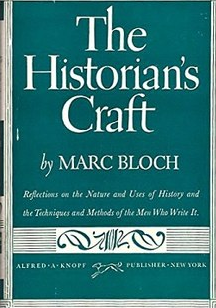 The
Historian's
Craft
by MARC BLOCH
Reflections on the Nature and Uses of History and
the Techniques and Methods of the Men Who Write It.
ALFRED · A · KNOPF PUBLISHER · NEW YORK